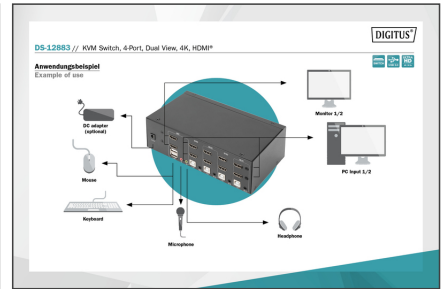 DIGITUS®
DS-12883 // KVM Switch, 4-Port, Dual View, 4K, HDMI®
Anwendungsbeispiel
Example of use
Monitor 1/2
DC adapter
(optional)
PC Input 1/2
Mouse
Keyboard
Microphone
Headphone